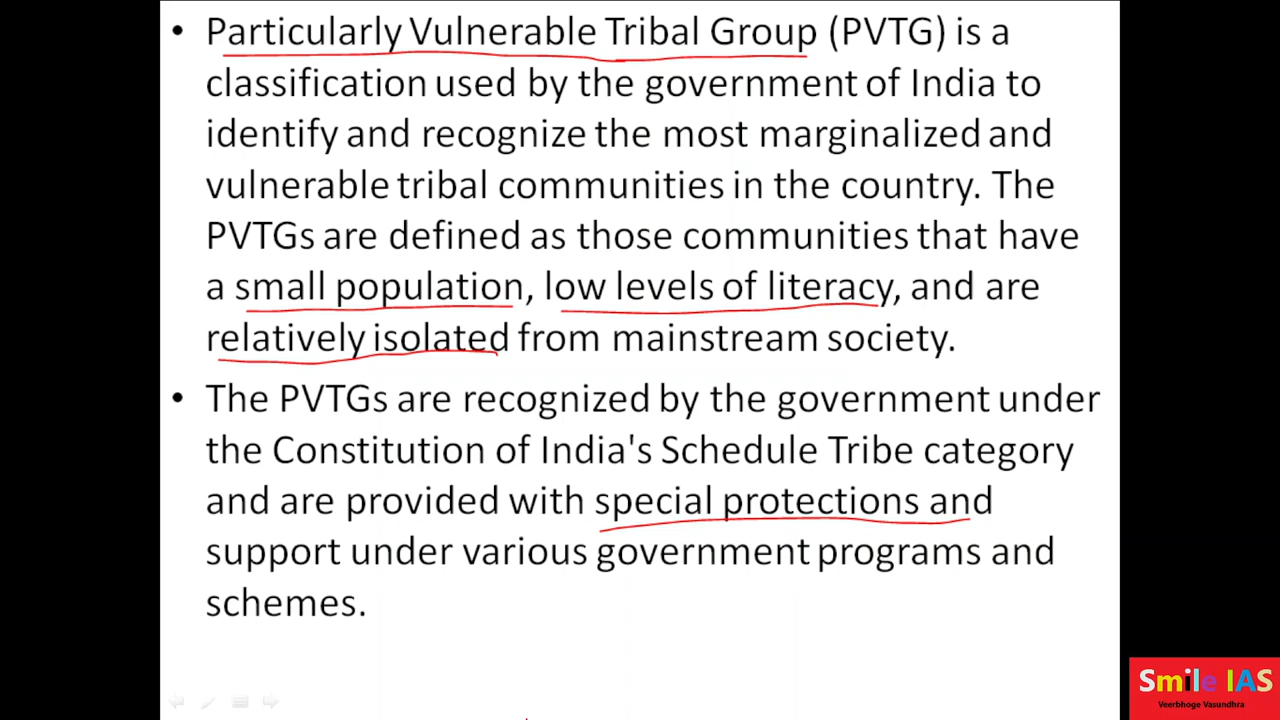 • Particularly Vulnerable Tribal Group (PVTG) is a
classification used by the government of India to
identify and recognize the most marginalized and
vulnerable tribal communities in the country. The
PVTGs are defined as those communities that have
a small population, low levels of literacy, and are
relatively isolated from mainstream society.
• The PVTGs are recognized by the government under
the Constitution of India's Schedule Tribe category
and are provided with special protections and
support under various government programs and
schemes.
Smile IAS
Veerbhoge Vasundhra